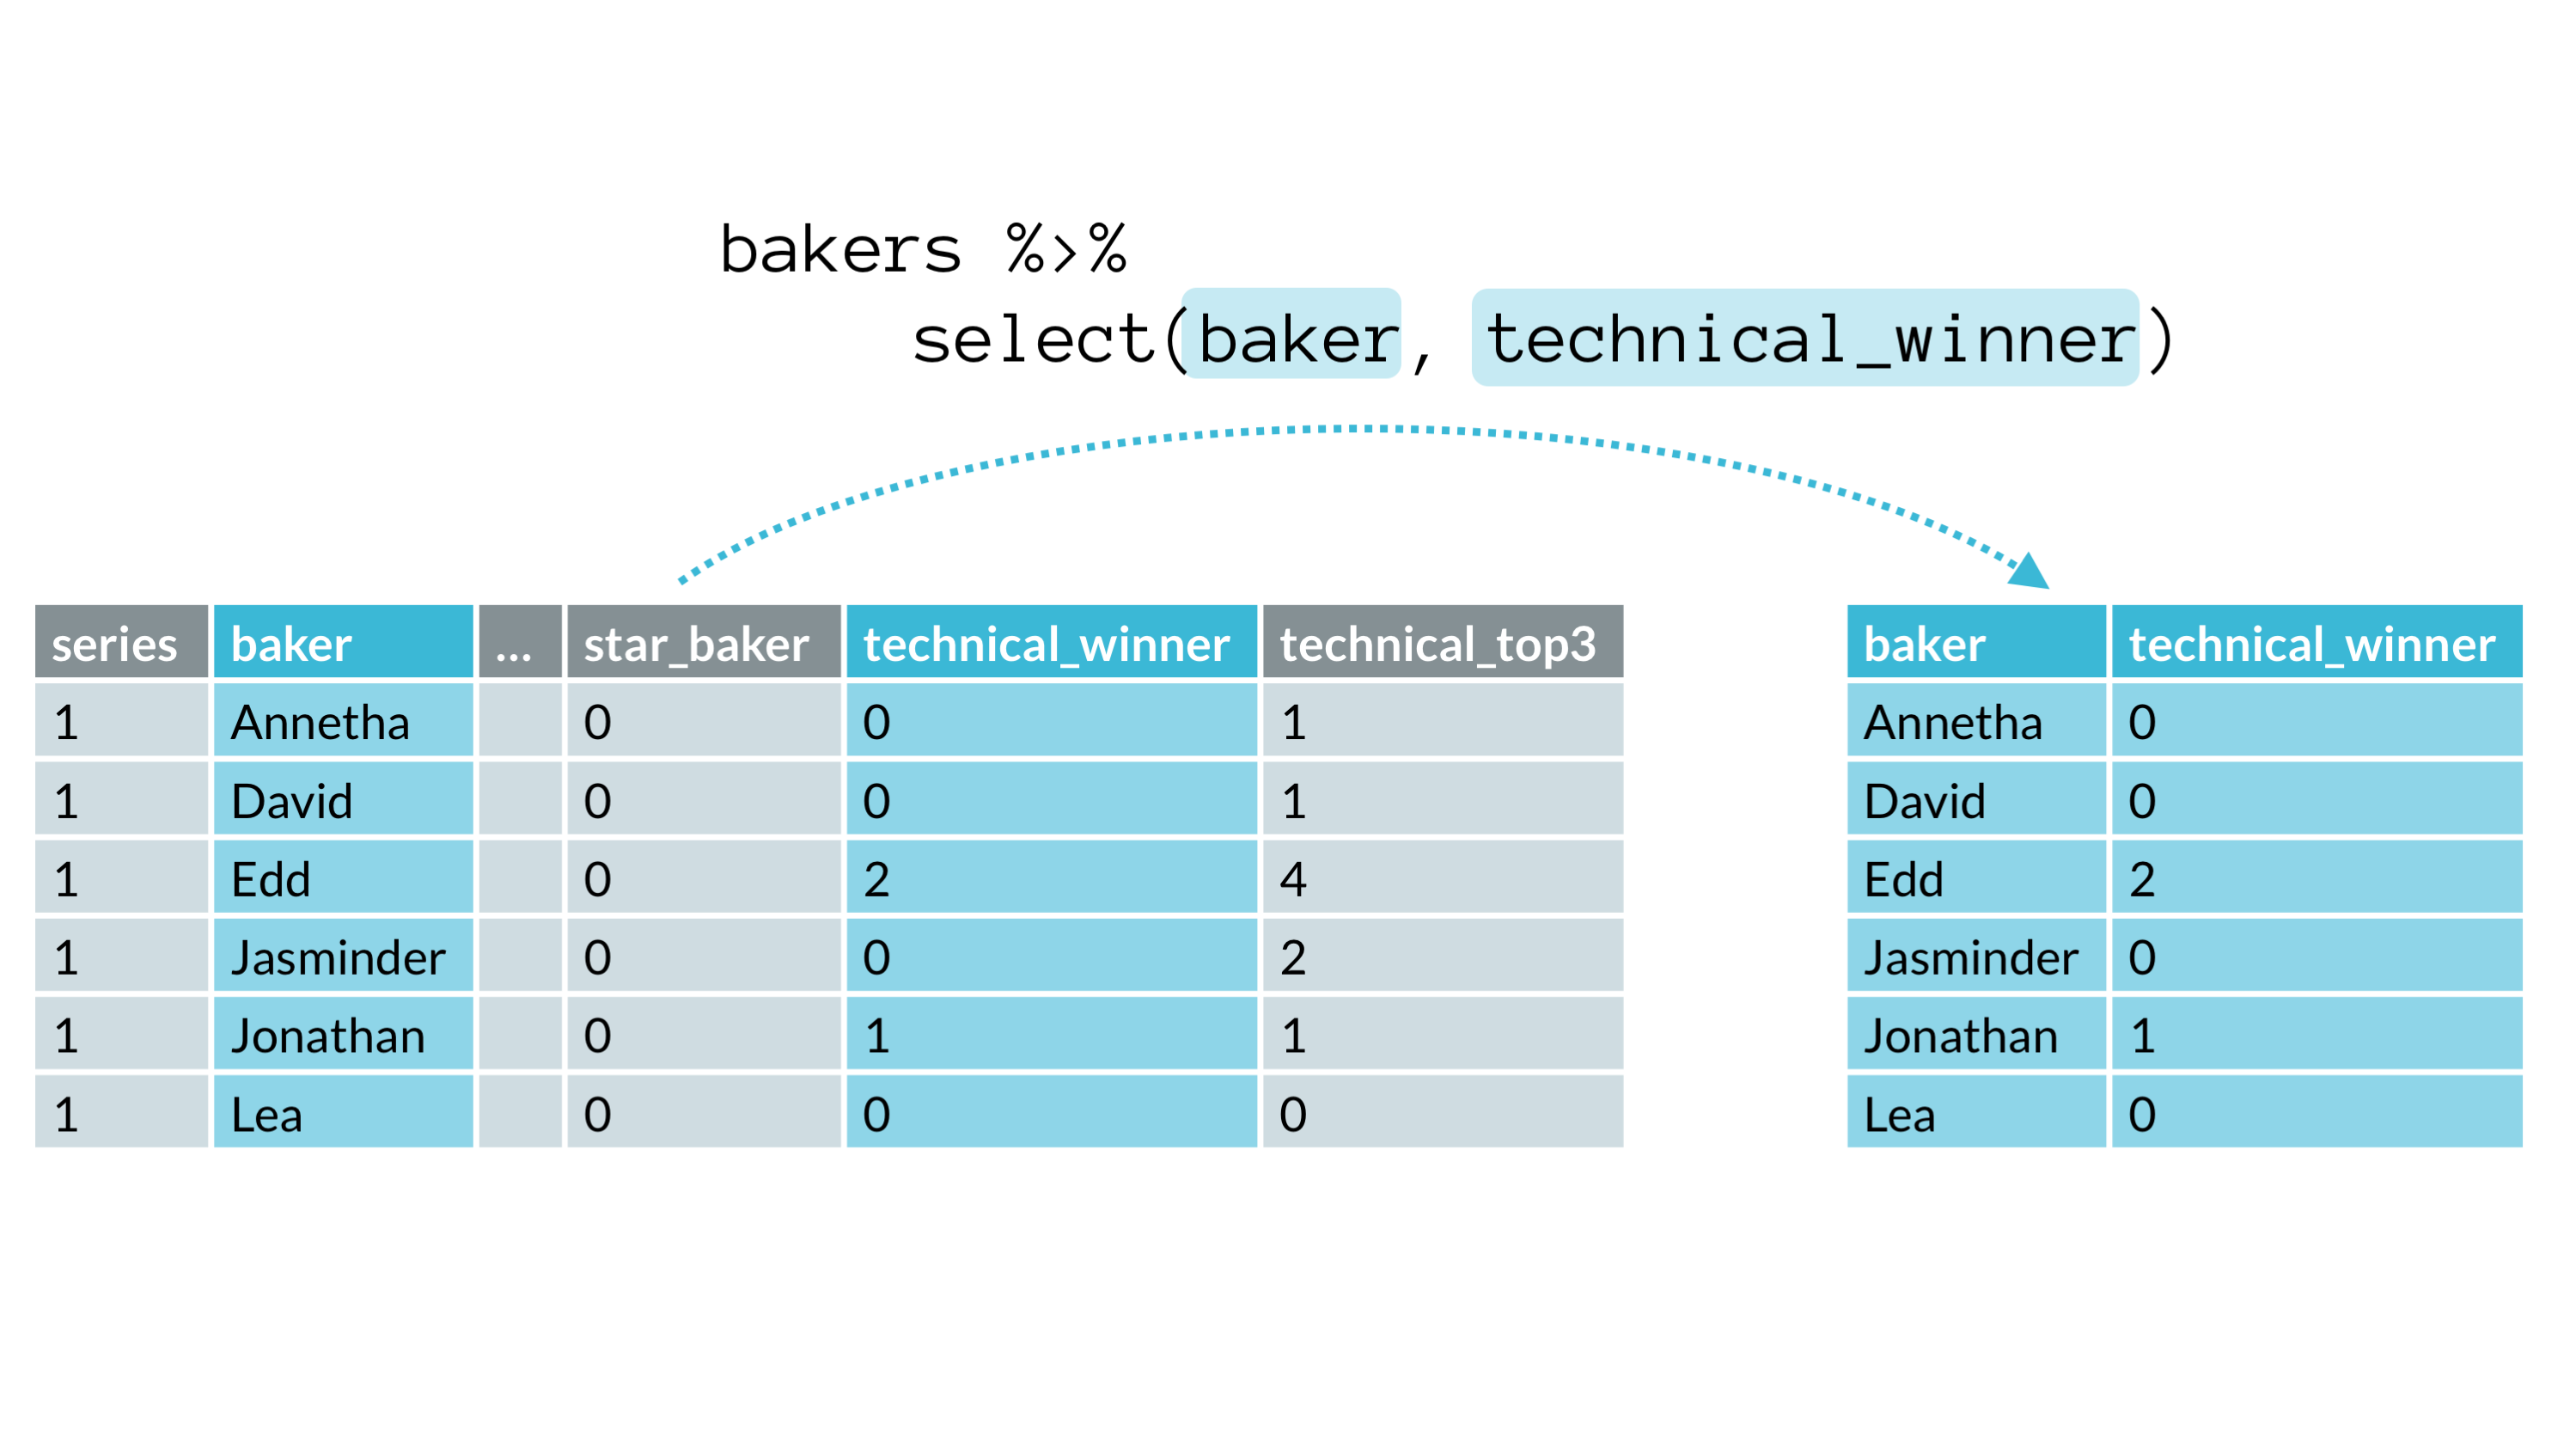 bakers %>%
select(baker, technical_winner)
series baker ... star_baker technical_winner technical_top3
1 Annetha 0 0 1
1 David 0 0 1
1 Edd 0 2 4
1 Jasminder 0 0 2
1 Jonathan 0 1 1
1 Lea 0 0 0
baker technical_winner
Annetha 0
David 0
Edd 2
Jasminder 0
Jonathan 1
Lea 0